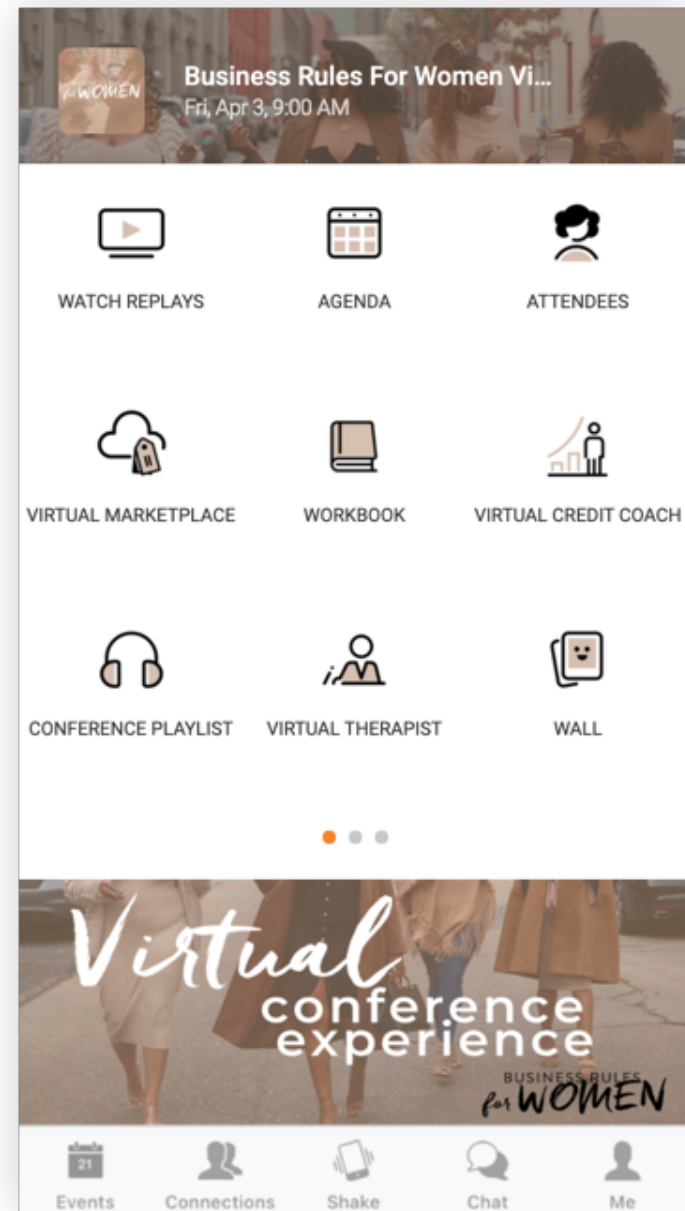 Business Rules For Women Vi...
for WOMEN
Fri, Apr 3, 9:00 AM
WATCH REPLAYS
AGENDA
ATTENDEES
VIRTUAL MARKETPLACE
WORKBOOK
VIRTUAL CREDIT COACH
CONFERENCE PLAYLIST
VIRTUAL THERAPIST
WALL
Virtual
conference
experience
BUSINESS RULES
for WOMEN
21
Events
Connections
Shake
Chat
Me